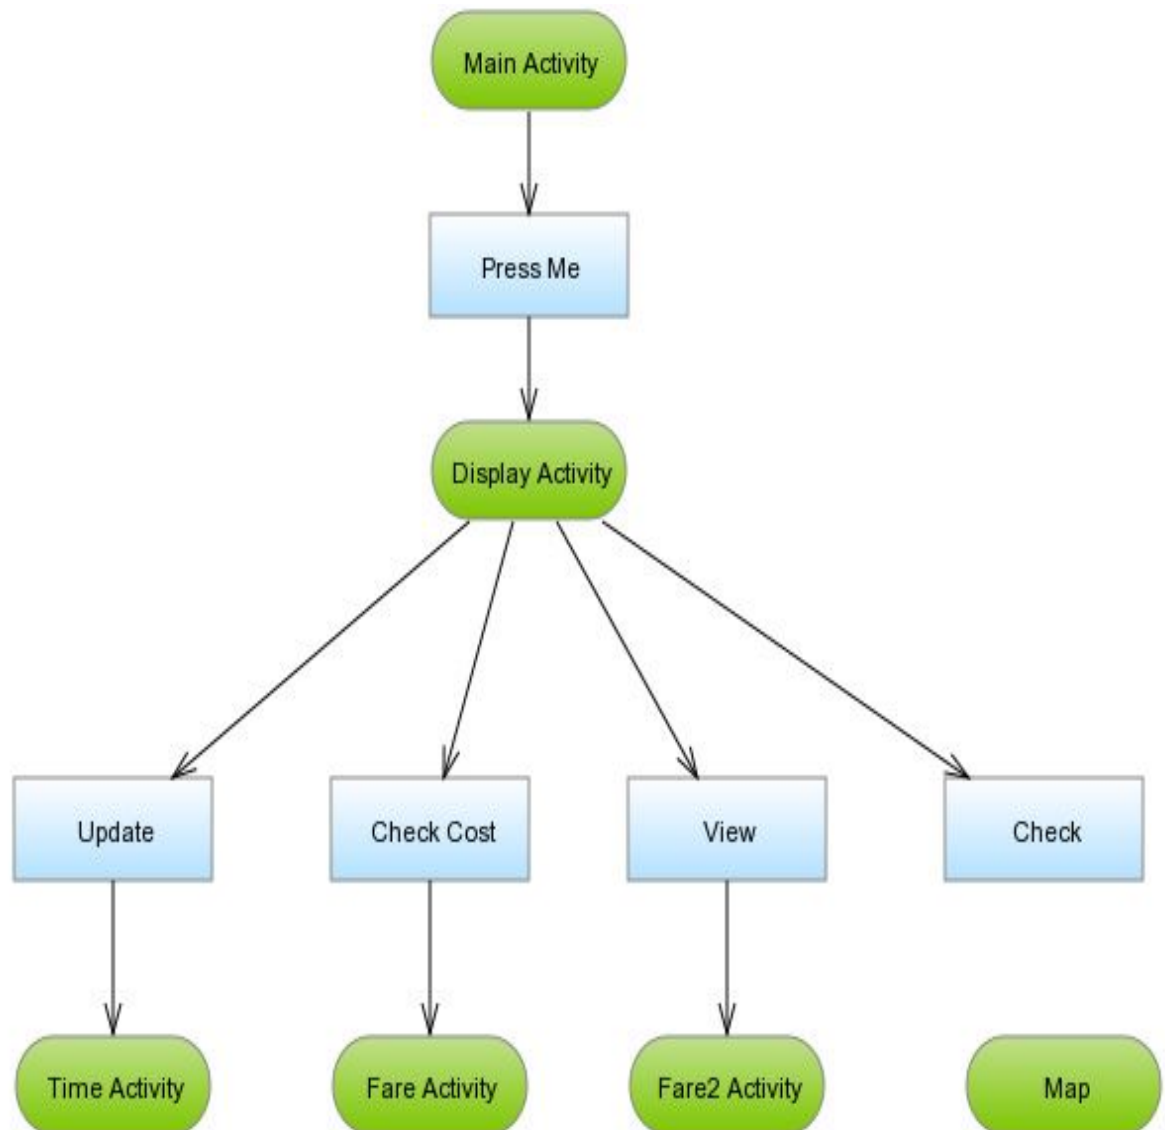 Main Activity
Press Me
Display Activity
Update
Check Cost
View
Check
Time Activity
Fare Activity
Fare2 Activity
Map